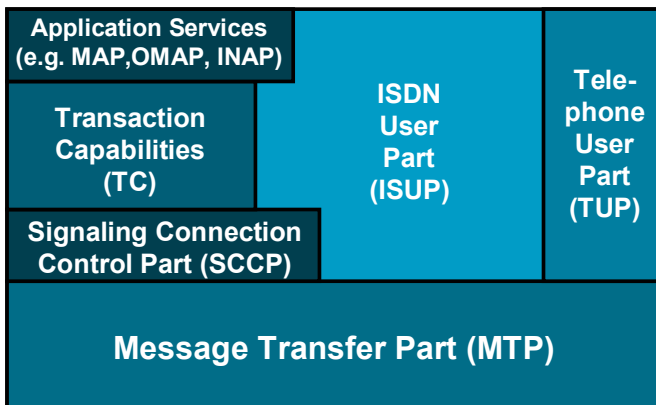 Application Services
(e.g. MAP,OMAP, INAP)
Transaction
Capabilities
(TC)
Signaling Connection
Control Part (SCCP)
ISDN
User
Part
(ISUP)
Tele-
phone
User
Part
(TUP)
Message Transfer Part (MTP)